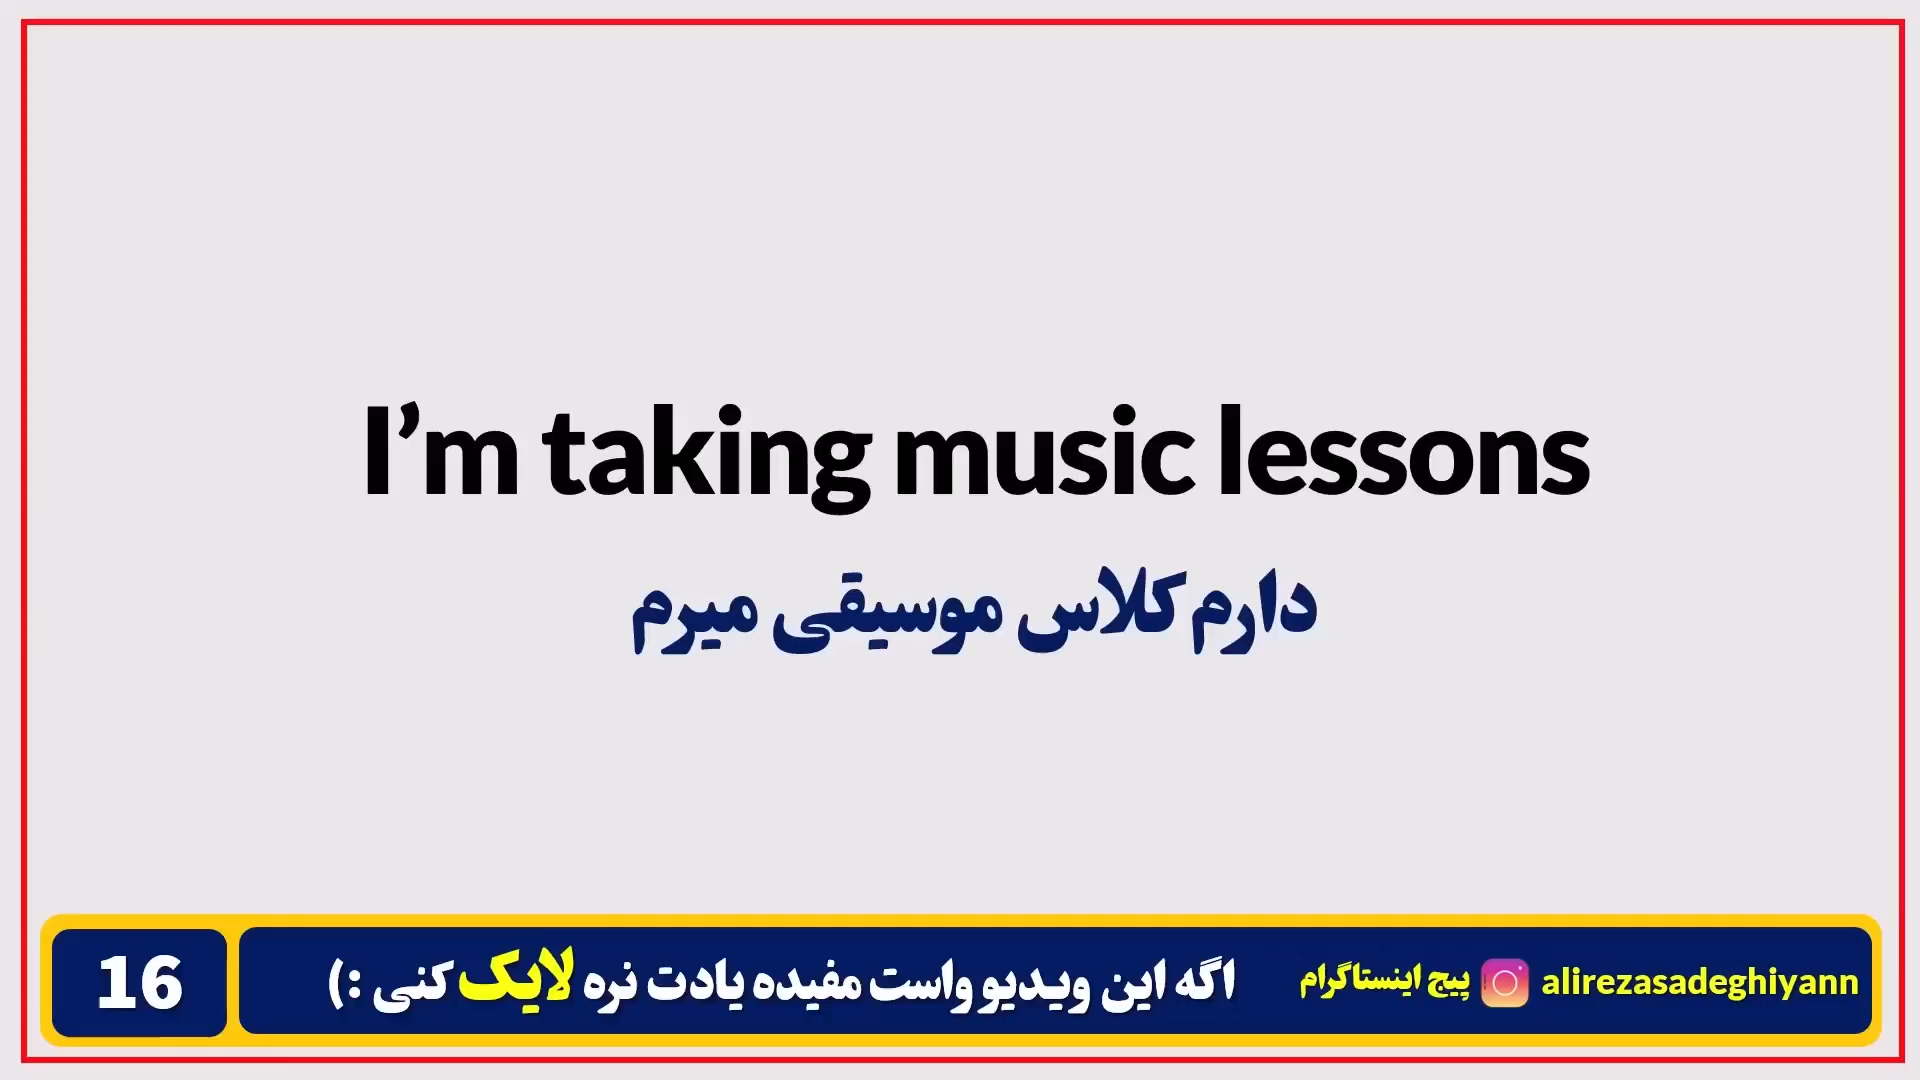 I’m taking music lessons
دارم کلاس موسیقی میرم
16
اگه این ویدیو واست مفیده یادت نره لایک کنی :)
پیج اینستاگرام
alirezasadeghiyann